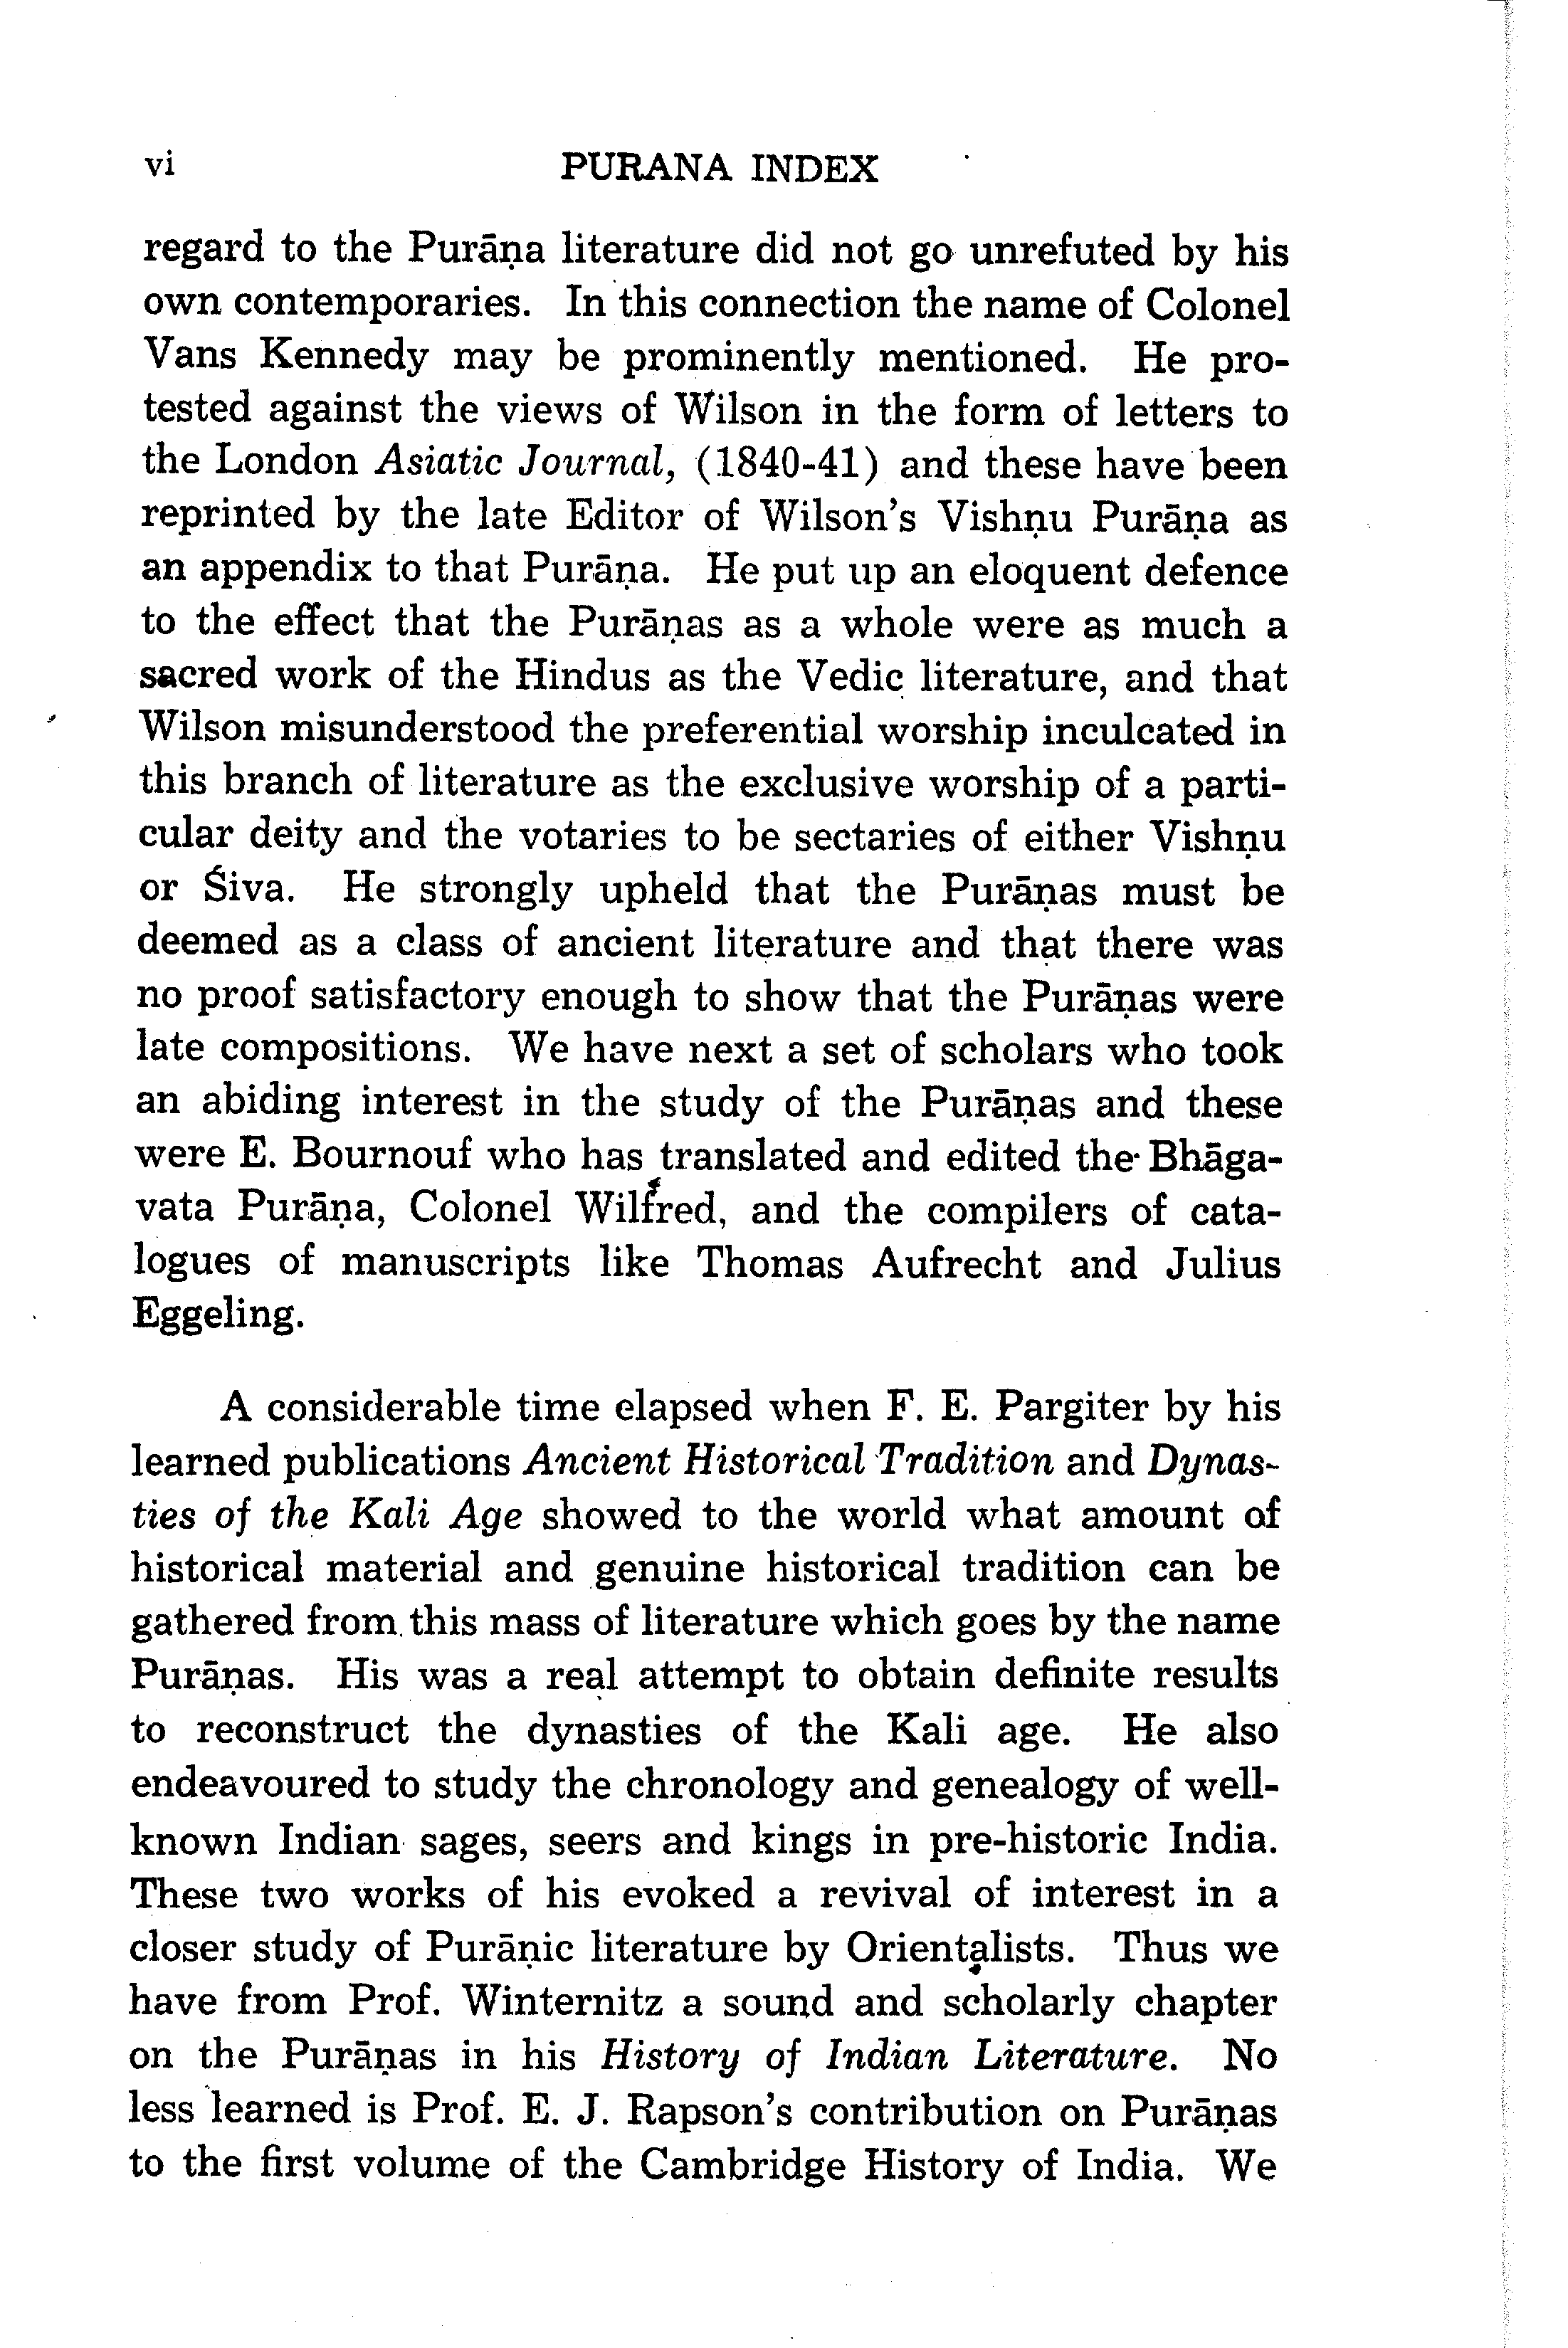 vi PURANA INDEX
regard to the Purāṇa literature did not go unrefuted by his
own contemporaries. In this connection the name of Colonel
Vans Kennedy may be prominently mentioned. He pro-
tested against the views of Wilson in the form of letters to
the London Asiatic Journal, (1840-41) and these have been
reprinted by the late Editor of Wilson's Vishṇu Purāṇa as
an appendix to that Purāṇa. He put up an eloquent defence
to the effect that the Purāṇas as a whole were as much a
sacred work of the Hindus as the Vedic literature, and that
Wilson misunderstood the preferential worship inculcated in
this branch of literature as the exclusive worship of a parti-
cular deity and the votaries to be sectaries of either Vishṇu
or Śiva. He strongly upheld that the Purāṇas must be
deemed as a class of ancient literature and that there was
no proof satisfactory enough to show that the Purāṇas were
late compositions. We have next a set of scholars who took
an abiding interest in the study of the Purāṇas and these
were E. Bournouf who has translated and edited the Bhāga-
vata Purāṇa, Colonel Wilfred, and the compilers of cata-
logues of manuscripts like Thomas Aufrecht and Julius
Eggeling.
A considerable time elapsed when F. E. Pargiter by his
learned publications Ancient Historical Tradition and Dynas-
ties of the Kali Age showed to the world what amount of
historical material and genuine historical tradition can be
gathered from this mass of literature which goes by the name
Purāṇas. His was a real attempt to obtain definite results
to reconstruct the dynasties of the Kali age. He also
endeavoured to study the chronology and genealogy of well-
known Indian sages, seers and kings in pre-historic India.
These two works of his evoked a revival of interest in a
closer study of Purāṇic literature by Orientalists. Thus we
have from Prof. Winternitz a sound and scholarly chapter
on the Purāṇas in his History of Indian Literature. No
less learned is Prof. E. J. Rapson's contribution on Purāṇas
to the first volume of the Cambridge History of India. We